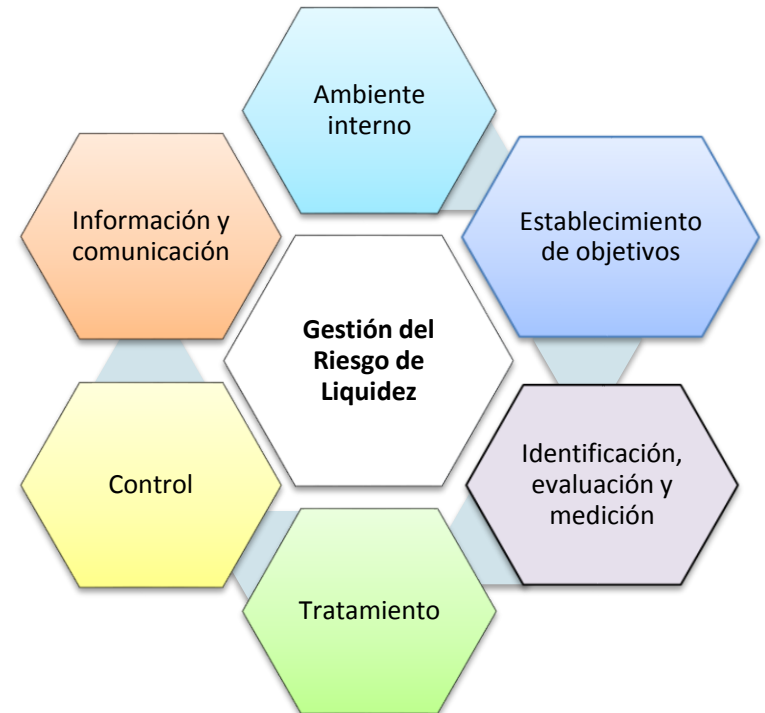 Ambiente
interno
Establecimiento
de objetivos
Identificación,
evaluación y
medición
Tratamiento
Control
Información y
comunicación
Gestión del
Riesgo de
Liquidez